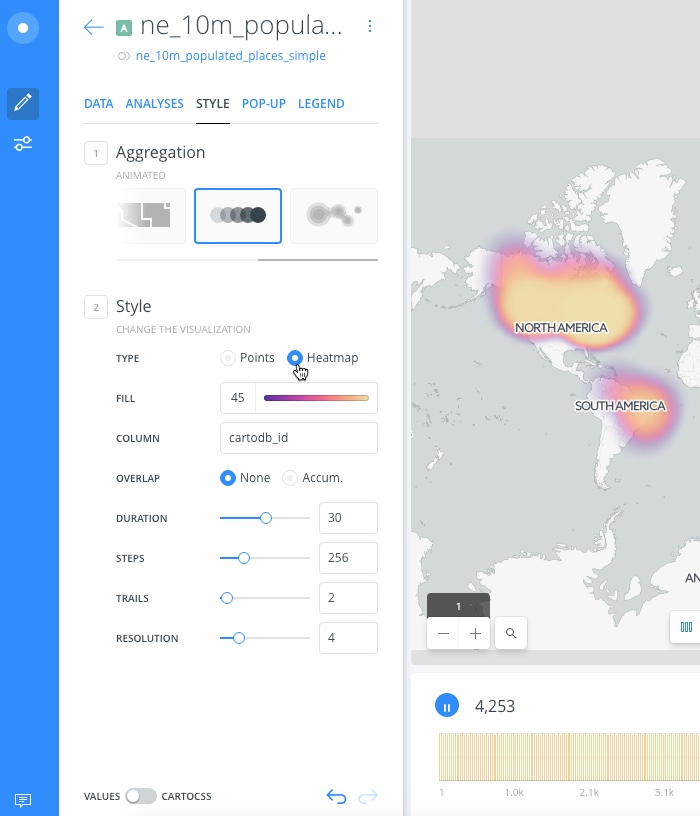 A ne_10m_popula...
ne_10m_populated_places_simple
DATA ANALYSES STYLE POP-UP LEGEND
1 Aggregation
ANIMATED
2 Style
CHANGE THE VISUALIZATION
TYPE Points Heatmap
FILL 45
COLUMN cartodb_id
OVERLAP None Accum.
DURATION 30
STEPS 256
TRAILS 2
RESOLUTION 4
VALUES CARTOCSS
NORTH AMERICA
SOUTH AMERICA
AN
1
4,253
1 1.0k 2.1k 3.1k